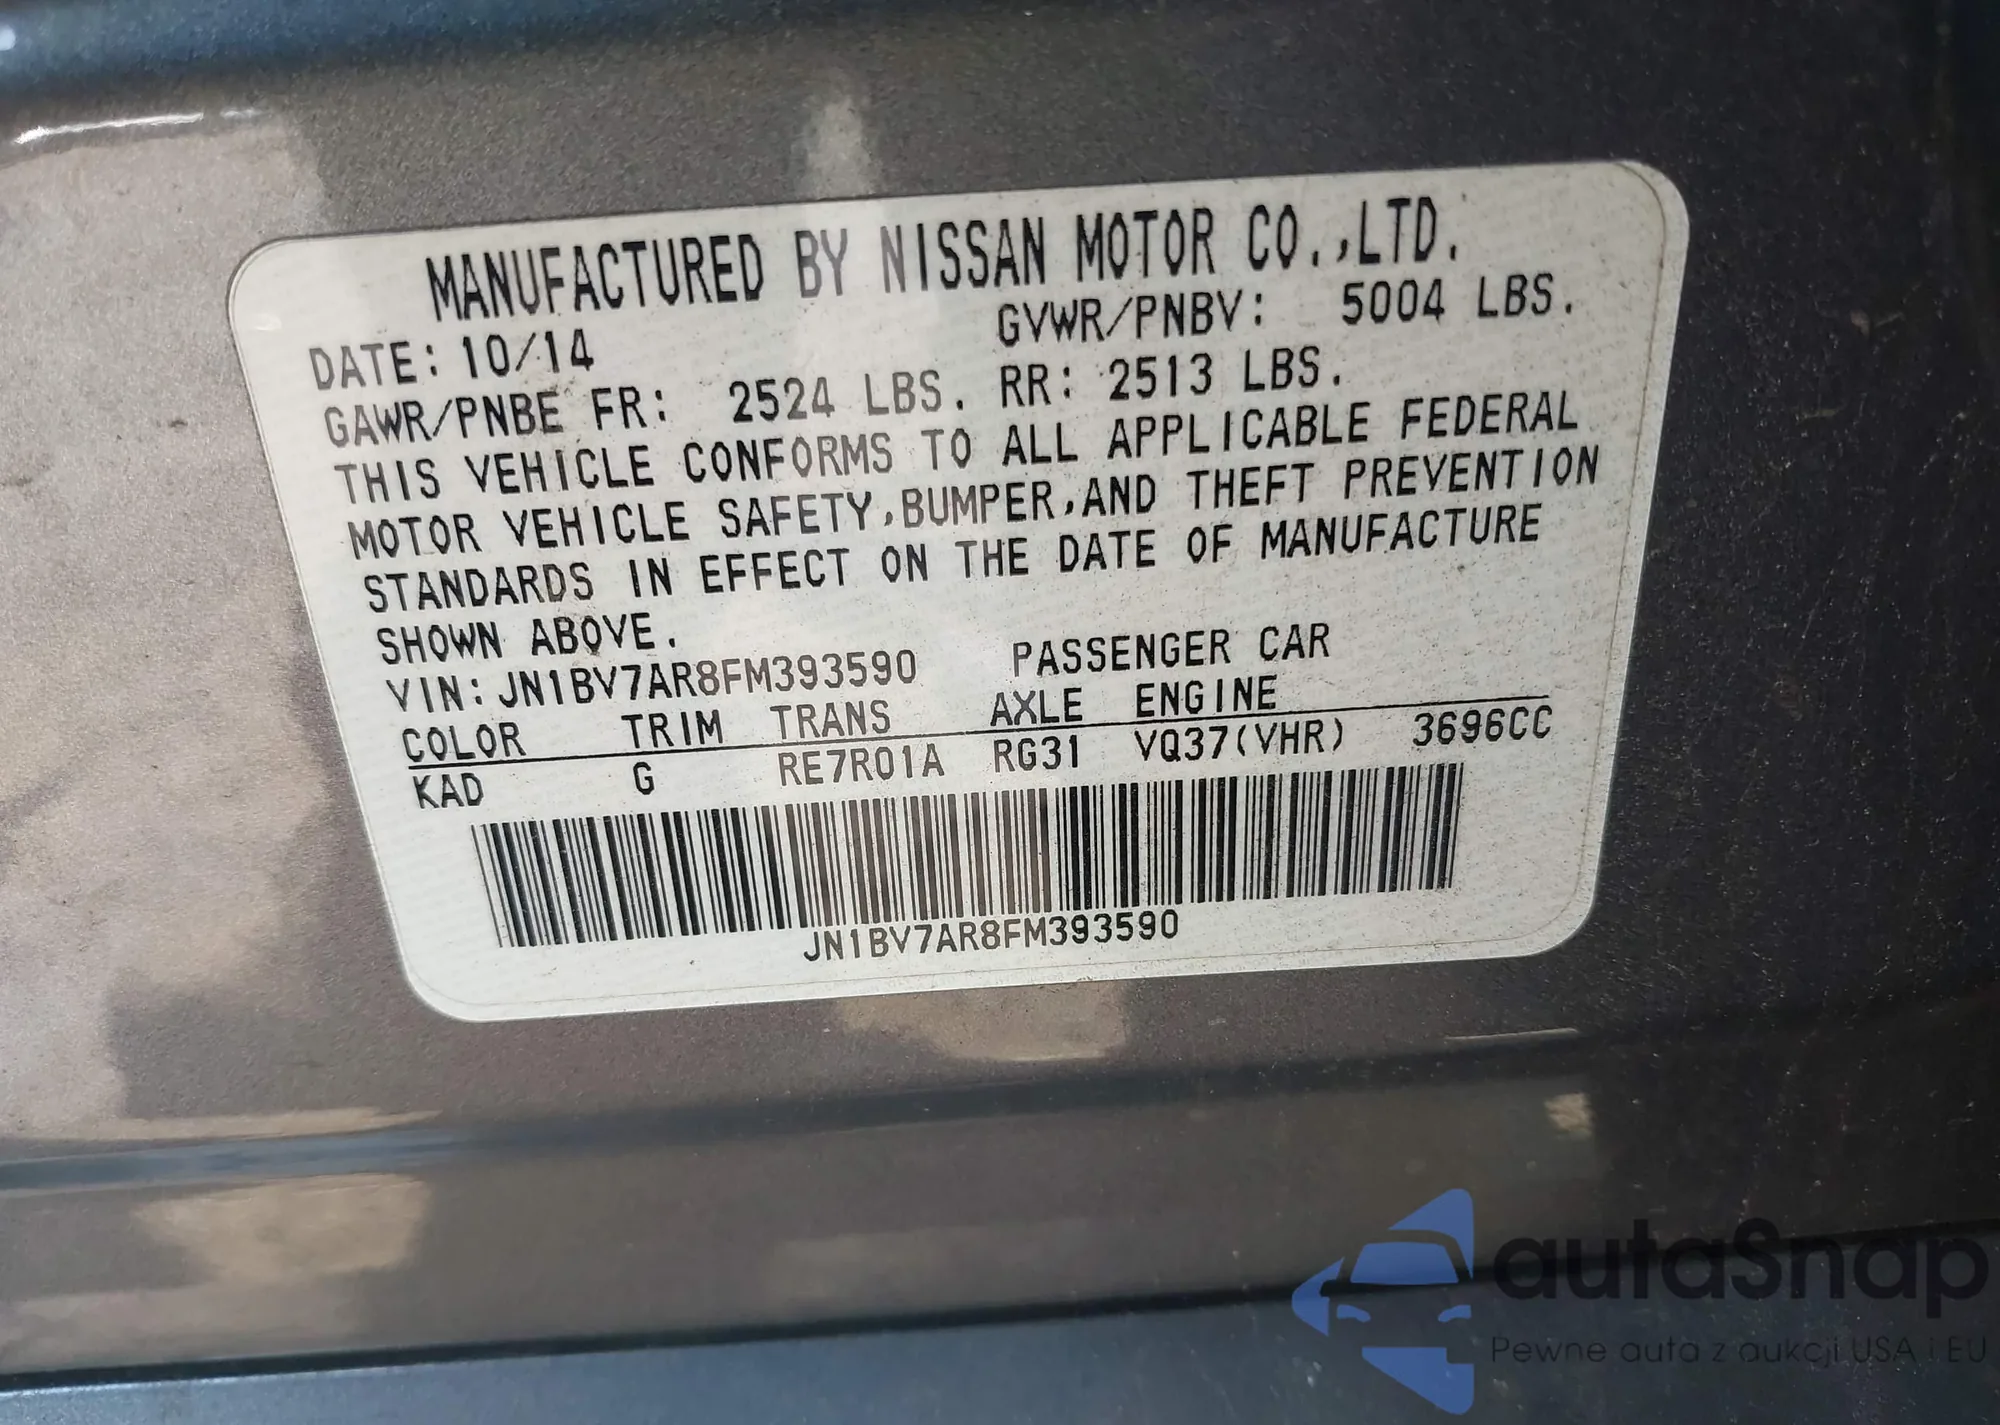 MANUFACTURED BY NISSAN MOTOR CO.,LTD.
DATE: 10/14 GVWR/PNBV: 5004 LBS.
GAWR/PNBE FR: 2524 LBS. RR: 2513 LBS.
THIS VEHICLE CONFORMS TO ALL APPLICABLE FEDERAL
MOTOR VEHICLE SAFETY,BUMPER,AND THEFT PREVENTION
STANDARDS IN EFFECT ON THE DATE OF MANUFACTURE
SHOWN ABOVE.
VIN: JN1BV7AR8FM393590 PASSENGER CAR
COLOR TRIM TRANS AXLE ENGINE
KAD G RE7R01A RG31 VQ37(VHR) 3696CC
JN1BV7AR8FM393590
autaSnap
Pewne auta z aukcji USA i EU